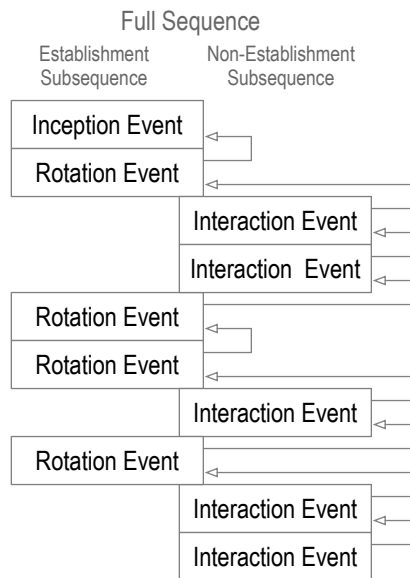 Full Sequence
Establishment Subsequence
Non-Establishment Subsequence
Inception Event
Rotation Event
Interaction Event
Interaction Event
Rotation Event
Rotation Event
Interaction Event
Rotation Event
Interaction Event
Interaction Event